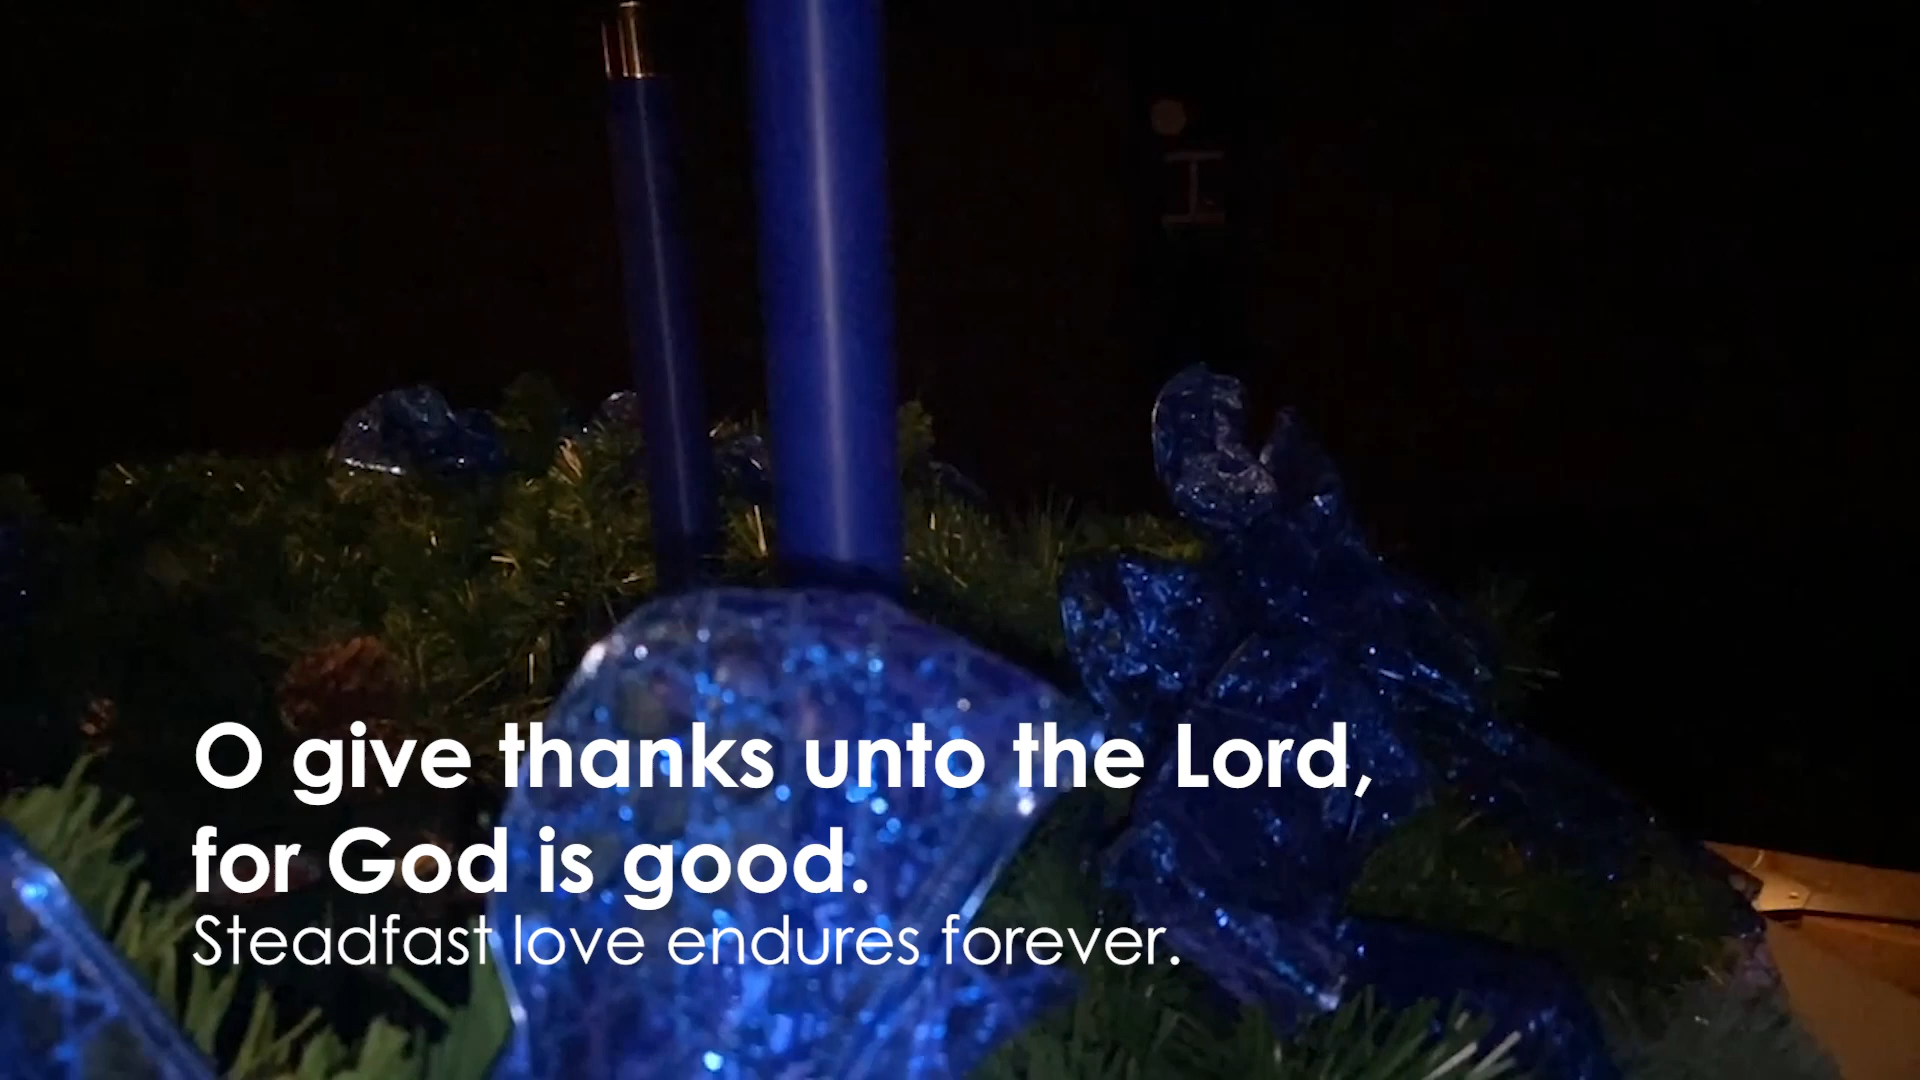 O give thanks unto the Lord,
for God is good.
Steadfast love endures forever.